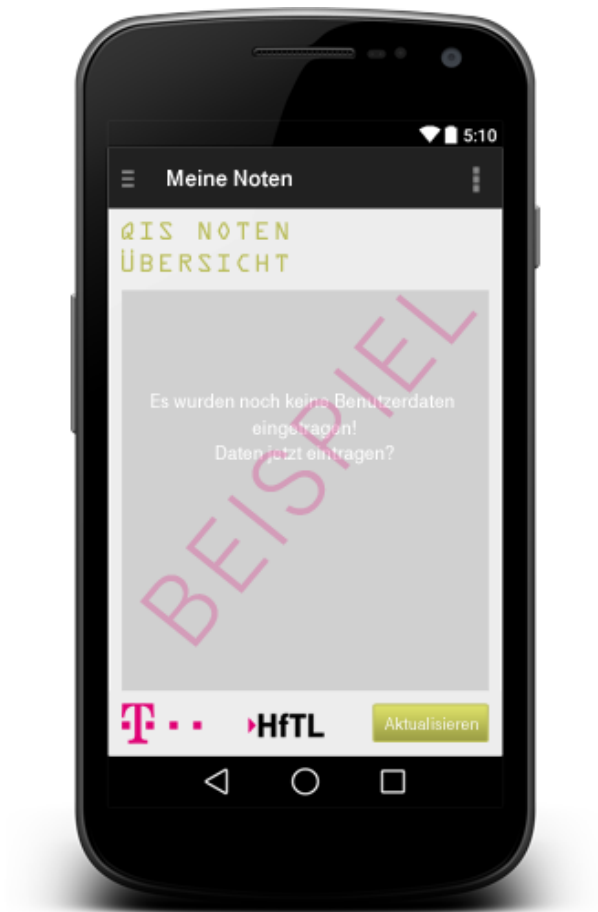 5:10
Meine Noten
QIS NOTEN
ÜBERSICHT
Es wurden noch keine Benutzerdaten
eingetragen!
Daten jetzt eintragen?
BEISPIEL
T
HfTL
Aktualisieren